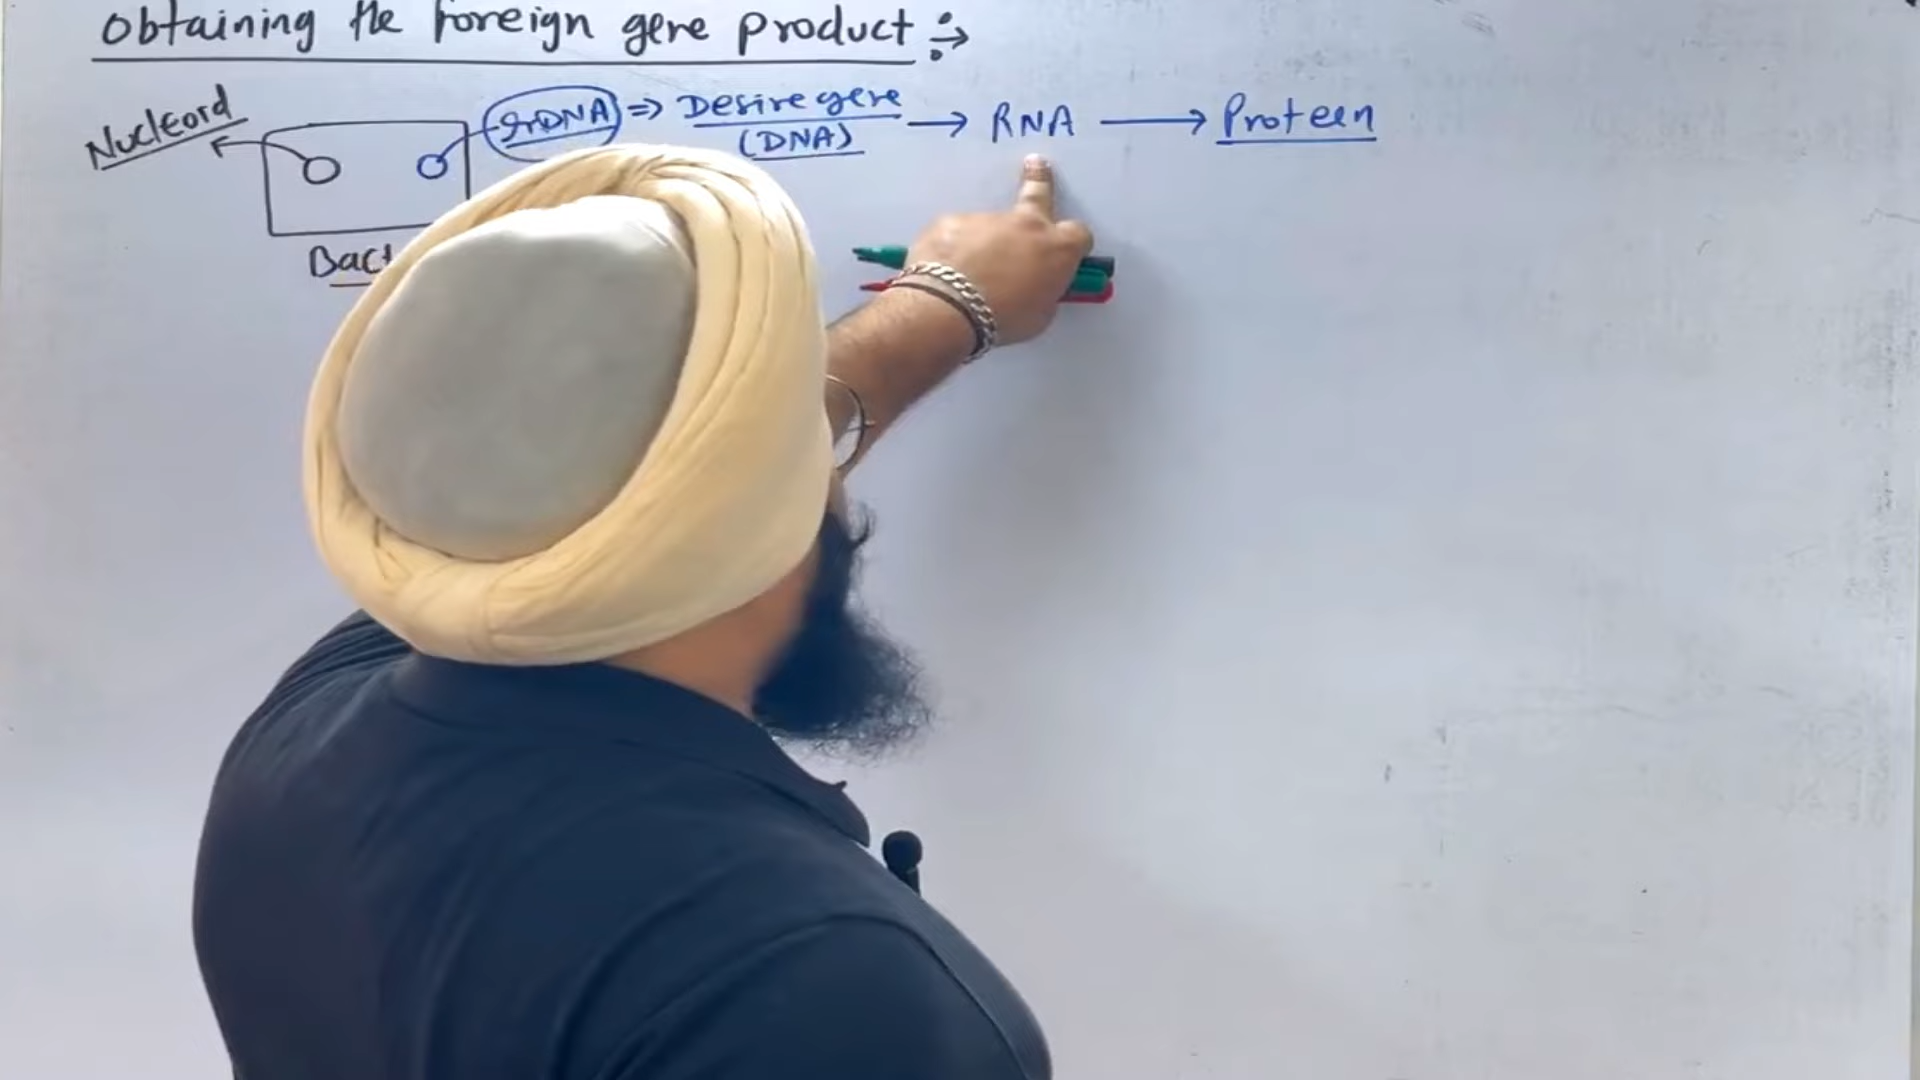 Obtaining the foreign gene product :→
Nucleoid
rDNA ⇒ Desire gene → RNA → Protein
(DNA)
Bact